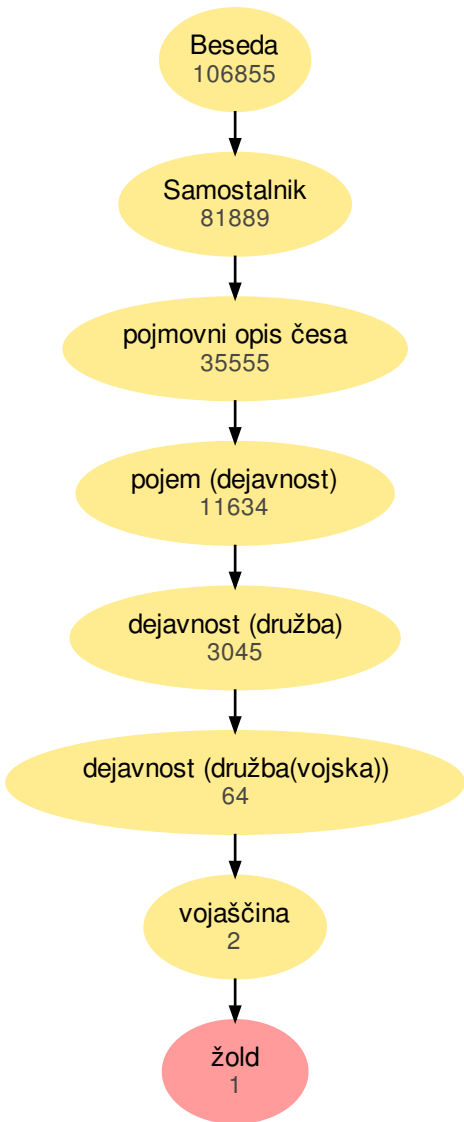 Beseda
106855
Samostalnik
81889
pojmovni opis česa
35555
pojem (dejavnost)
11634
dejavnost (družba)
3045
dejavnost (družba(vojska))
64
vojaščina
2
žold
1